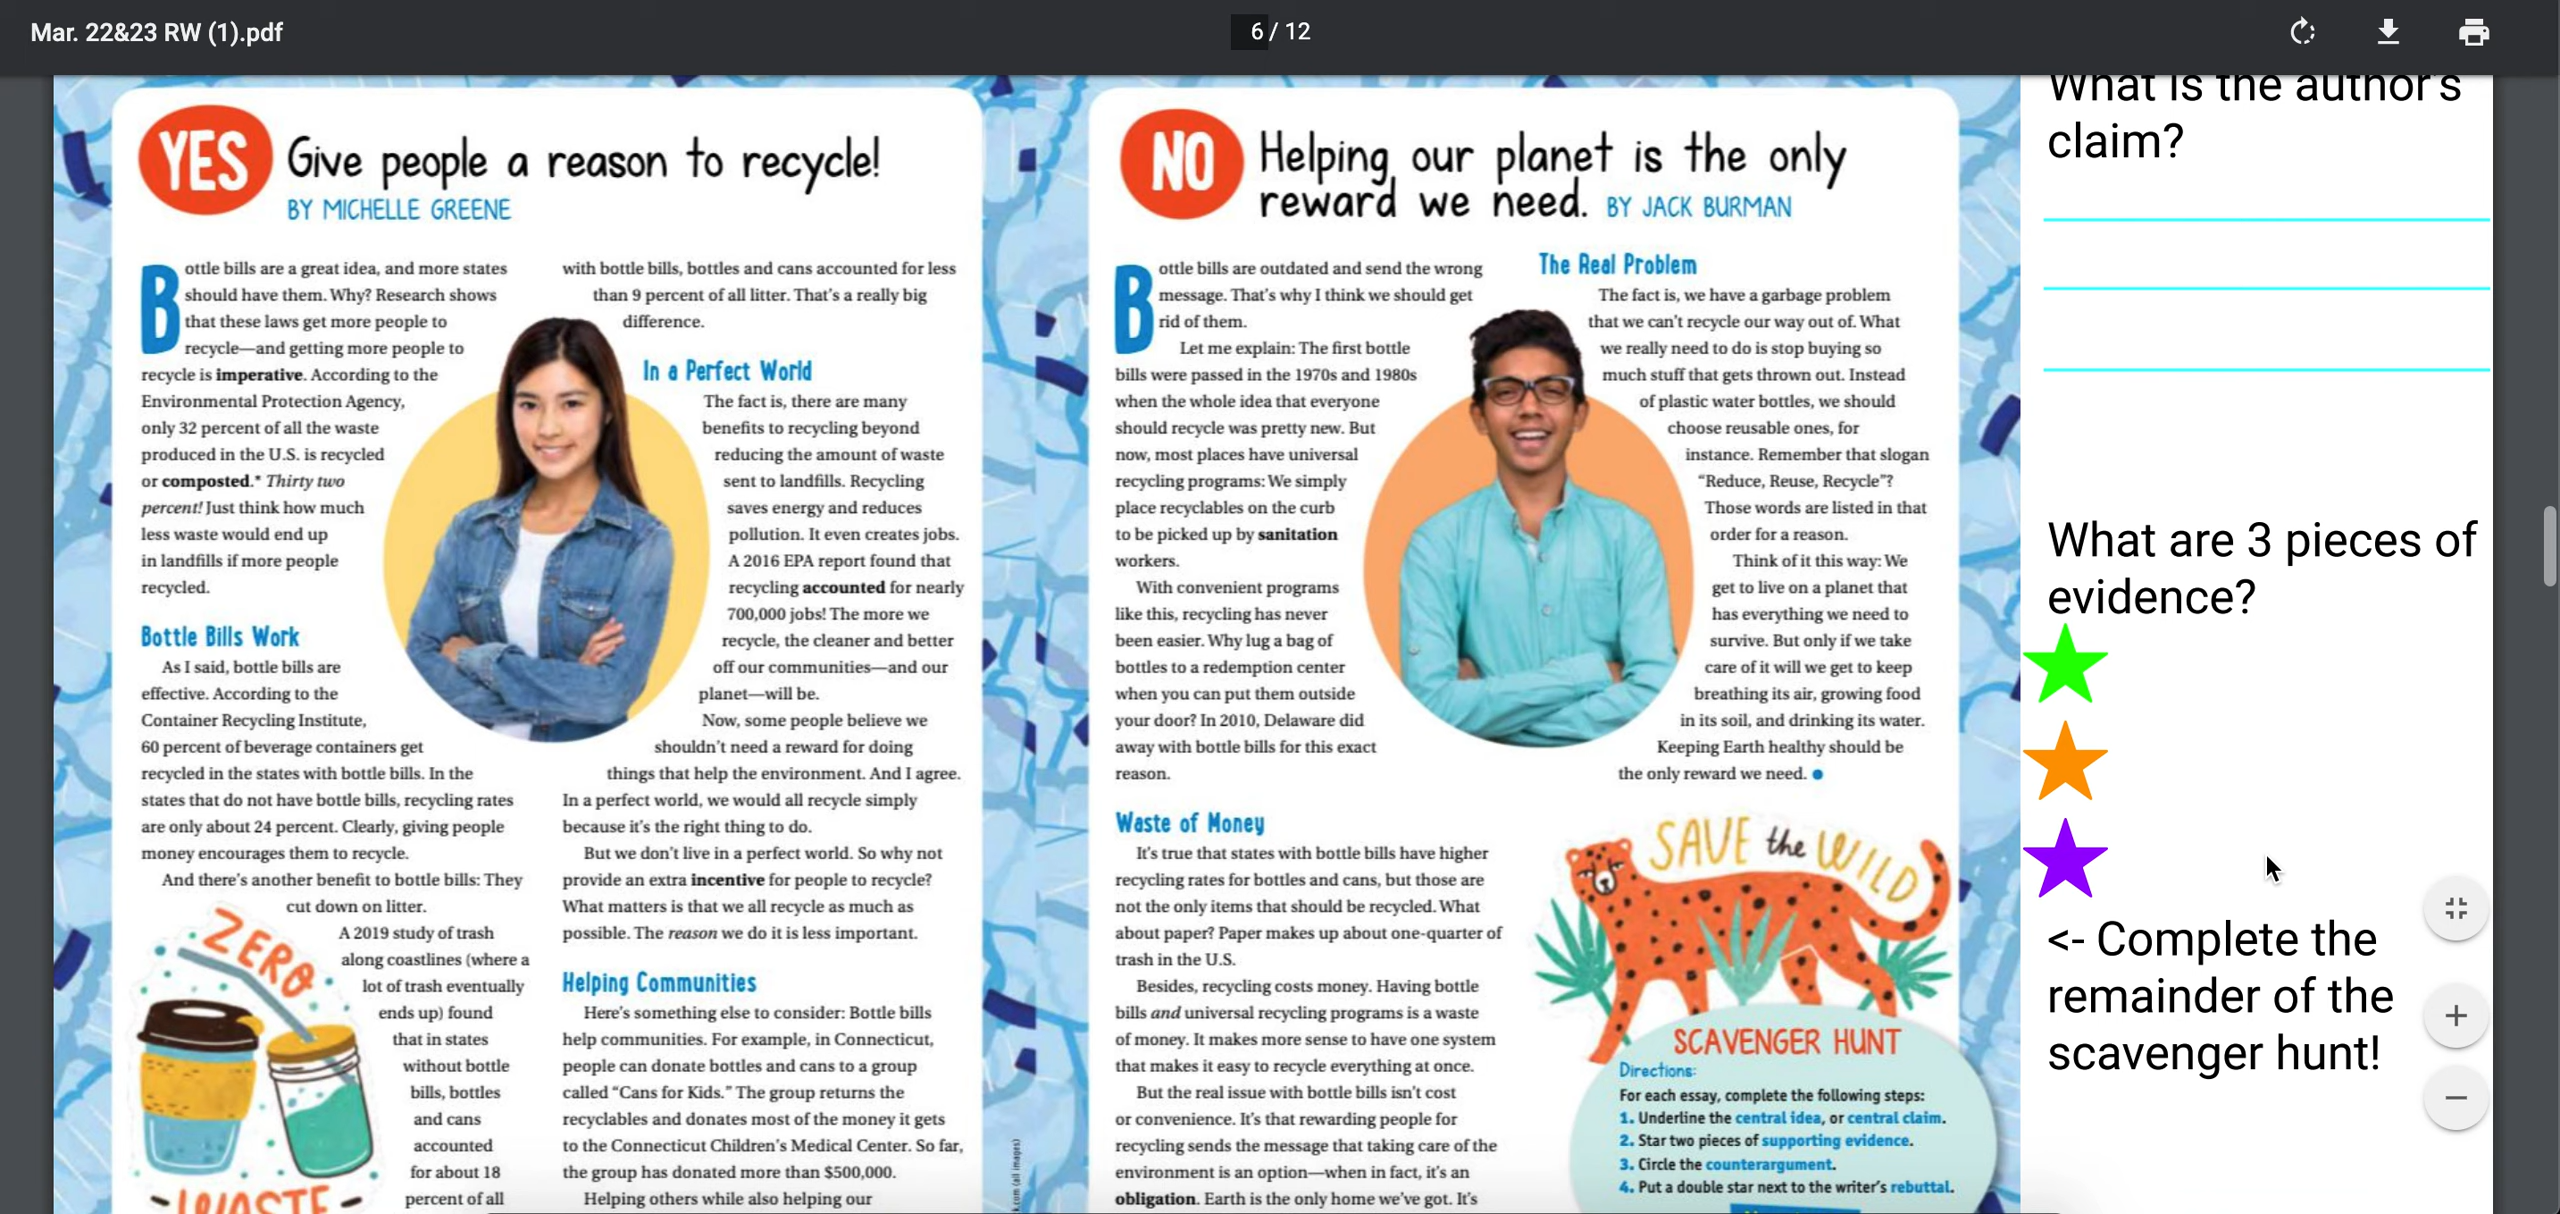 Mar. 22&23 RW (1).pdf
6 / 12
YES
Give people a reason to recycle!
BY MICHELLE GREENE
Bottle bills are a great idea, and more states
should have them. Why? Research shows
that these laws get more people to
recycle—and getting more people to
recycle is imperative. According to the
Environmental Protection Agency,
only 32 percent of all the waste
produced in the U.S. is recycled
or composted.* Thirty two
percent! Just think how much
less waste would end up
in landfills if more people
recycled.
Bottle Bills Work
As I said, bottle bills are
effective. According to the
Container Recycling Institute,
60 percent of beverage containers get
recycled in the states with bottle bills. In the
states that do not have bottle bills, recycling rates
are only about 24 percent. Clearly, giving people
money encourages them to recycle.
And there's another benefit to bottle bills: They
cut down on litter.
A 2019 study of trash
along coastlines (where a
lot of trash eventually
ends up) found
that in states
without bottle
bills, bottles
and cans
accounted
for about 18
percent of all
ZERO
WASTE
with bottle bills, bottles and cans accounted for less
than 9 percent of all litter. That's a really big
difference.
In a Perfect World
The fact is, there are many
benefits to recycling beyond
reducing the amount of waste
sent to landfills. Recycling
saves energy and reduces
pollution. It even creates jobs.
A 2016 EPA report found that
recycling accounted for nearly
700,000 jobs! The more we
recycle, the cleaner and better
off our communities—and our
planet—will be.
Now, some people believe we
shouldn't need a reward for doing
things that help the environment. And I agree.
In a perfect world, we would all recycle simply
because it's the right thing to do.
But we don't live in a perfect world. So why not
provide an extra incentive for people to recycle?
What matters is that we all recycle as much as
possible. The reason we do it is less important.
Helping Communities
Here's something else to consider: Bottle bills
help communities. For example, in Connecticut,
people can donate bottles and cans to a group
called "Cans for Kids." The group returns the
recyclables and donates most of the money it gets
to the Connecticut Children's Medical Center. So far,
the group has donated more than $500,000.
Helping others while also helping our
.com (all images)
NO
Helping our planet is the only
reward we need. BY JACK BURMAN
Bottle bills are outdated and send the wrong
message. That's why I think we should get
rid of them.
Let me explain: The first bottle
bills were passed in the 1970s and 1980s
when the whole idea that everyone
should recycle was pretty new. But
now, most places have universal
recycling programs: We simply
place recyclables on the curb
to be picked up by sanitation
workers.
With convenient programs
like this, recycling has never
been easier. Why lug a bag of
bottles to a redemption center
when you can put them outside
your door? In 2010, Delaware did
away with bottle bills for this exact
reason.
Waste of Money
It's true that states with bottle bills have higher
recycling rates for bottles and cans, but those are
not the only items that should be recycled. What
about paper? Paper makes up about one-quarter of
trash in the U.S.
Besides, recycling costs money. Having bottle
bills and universal recycling programs is a waste
of money. It makes more sense to have one system
that makes it easy to recycle everything at once.
But the real issue with bottle bills isn't cost
or convenience. It's that rewarding people for
recycling sends the message that taking care of the
environment is an option—when in fact, it's an
obligation. Earth is the only home we've got. It's
The Real Problem
The fact is, we have a garbage problem
that we can't recycle our way out of. What
we really need to do is stop buying so
much stuff that gets thrown out. Instead
of plastic water bottles, we should
choose reusable ones, for
instance. Remember that slogan
"Reduce, Reuse, Recycle"?
Those words are listed in that
order for a reason.
Think of it this way: We
get to live on a planet that
has everything we need to
survive. But only if we take
care of it will we get to keep
breathing its air, growing food
in its soil, and drinking its water.
Keeping Earth healthy should be
the only reward we need.
SAVE the WILD
SCAVENGER HUNT
Directions:
For each essay, complete the following steps:
1. Underline the central idea, or central claim.
2. Star two pieces of supporting evidence.
3. Circle the counterargument.
4. Put a double star next to the writer's rebuttal.
What is the author's
claim?
What are 3 pieces of
evidence?
<- Complete the
remainder of the
scavenger hunt!